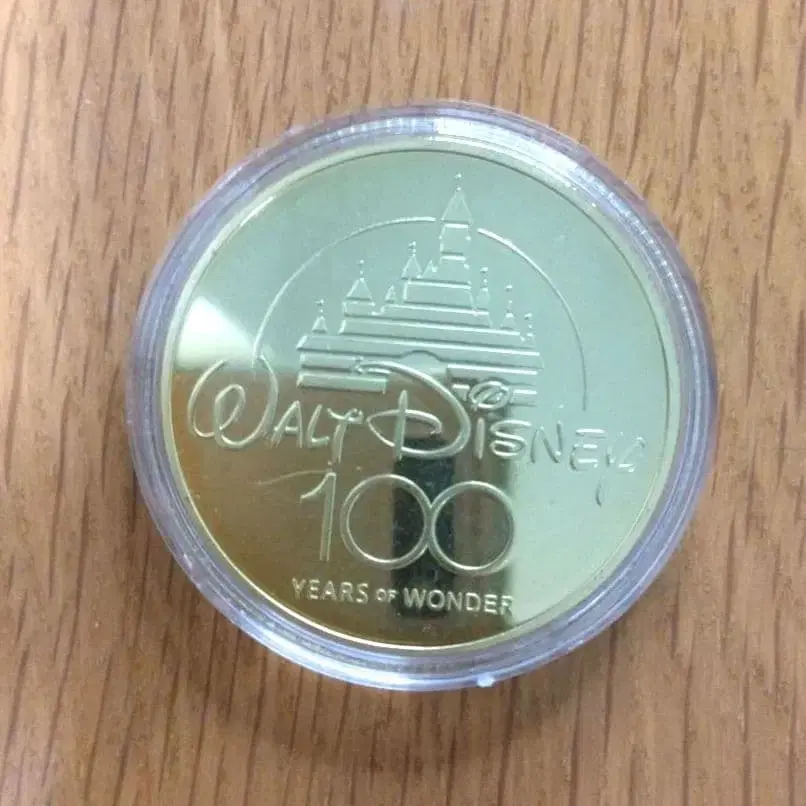 WALT DISNEY
100
YEARS OF WONDER